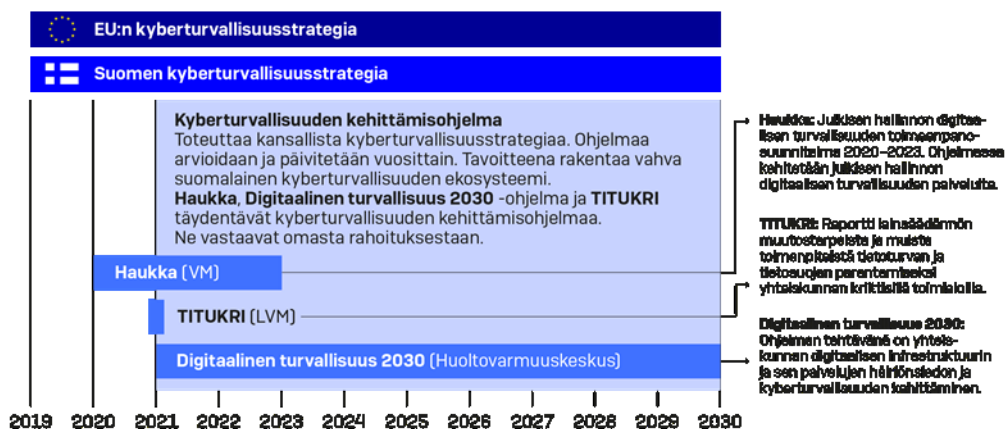 EU:n kyberturvallisuusstrategia
Suomen kyberturvallisuusstrategia
Kyberturvallisuuden kehittämisohjelma
Toteuttaa kansallista kyberturvallisuusstrategiaa. Ohjelmaa
arvioidaan ja päivitetään vuosittain. Tavoitteena rakentaa vahva
suomalainen kyberturvallisuuden ekosysteemi.
Haukka, Digitaalinen turvallisuus 2030 -ohjelma ja TITUKRI
täydentävät kyberturvallisuuden kehittämisohjelmaa.
Ne vastaavat omasta rahoituksestaan.
Haukka (VM)
TITUKRI (LVM)
Digitaalinen turvallisuus 2030 (Huoltovarmuuskeskus)
Haukka: Julkisen hallinnon digitaa-
lisen turvallisuuden toimeenpano-
suunnitelma 2020–2023. Ohjelmassa
kehitetään julkisen hallinnon
digitaalisen turvallisuuden palveluita.
TITUKRI: Raportti lainsäädännön
muutostarpeista ja muista
toimenpiteistä tietoturvan ja
tietosuojan parantamiseksi
yhteiskunnan kriittisillä toimialoilla.
Digitaalinen turvallisuus 2030:
Ohjelman tehtävänä on yhteis-
kunnan digitaalisen infrastruktuurin
ja sen palvelujen häiriönsiedon ja
kyberturvallisuuden kehittäminen.
2019 2020 2021 2022 2023 2024 2025 2026 2027 2028 2029 2030